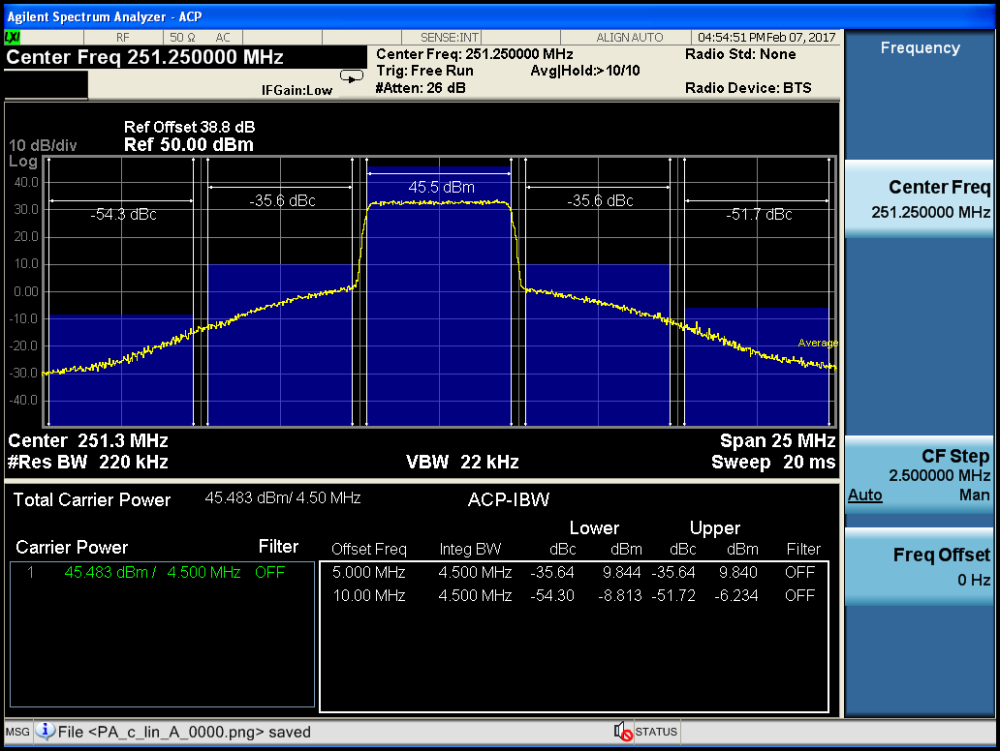 Agilent Spectrum Analyzer - ACP
LXI RF 50 Ω AC SENSE:INT ALIGN AUTO 04:54:51 PM Feb 07, 2017
Center Freq 251.250000 MHz
Center Freq: 251.250000 MHz Radio Std: None
Trig: Free Run Avg|Hold:>10/10
IFGain:Low #Atten: 26 dB Radio Device: BTS
Frequency
Ref Offset 38.8 dB
10 dB/div Ref 50.00 dBm
Log
40.0
30.0
20.0
10.0
0.00
-10.0
-20.0
-30.0
-40.0
-54.3 dBc -35.6 dBc 45.5 dBm -35.6 dBc -51.7 dBc
Average
Center 251.3 MHz Span 25 MHz
#Res BW 220 kHz VBW 22 kHz Sweep 20 ms
Total Carrier Power 45.483 dBm/ 4.50 MHz ACP-IBW
Lower Upper
Carrier Power Filter Offset Freq Integ BW dBc dBm dBc dBm Filter
1 45.483 dBm / 4.500 MHz OFF 5.000 MHz 4.500 MHz -35.64 9.844 -35.64 9.840 OFF
10.00 MHz 4.500 MHz -54.30 -8.813 -51.72 -6.234 OFF
Center Freq
251.250000 MHz
CF Step
2.500000 MHz
Auto Man
Freq Offset
0 Hz
MSG File <PA_c_lin_A_0000.png> saved STATUS